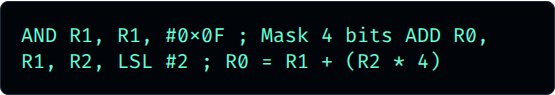 AND R1, R1, #0×0F ; Mask 4 bits ADD R0,
R1, R2, LSL #2 ; R0 = R1 + (R2 * 4)